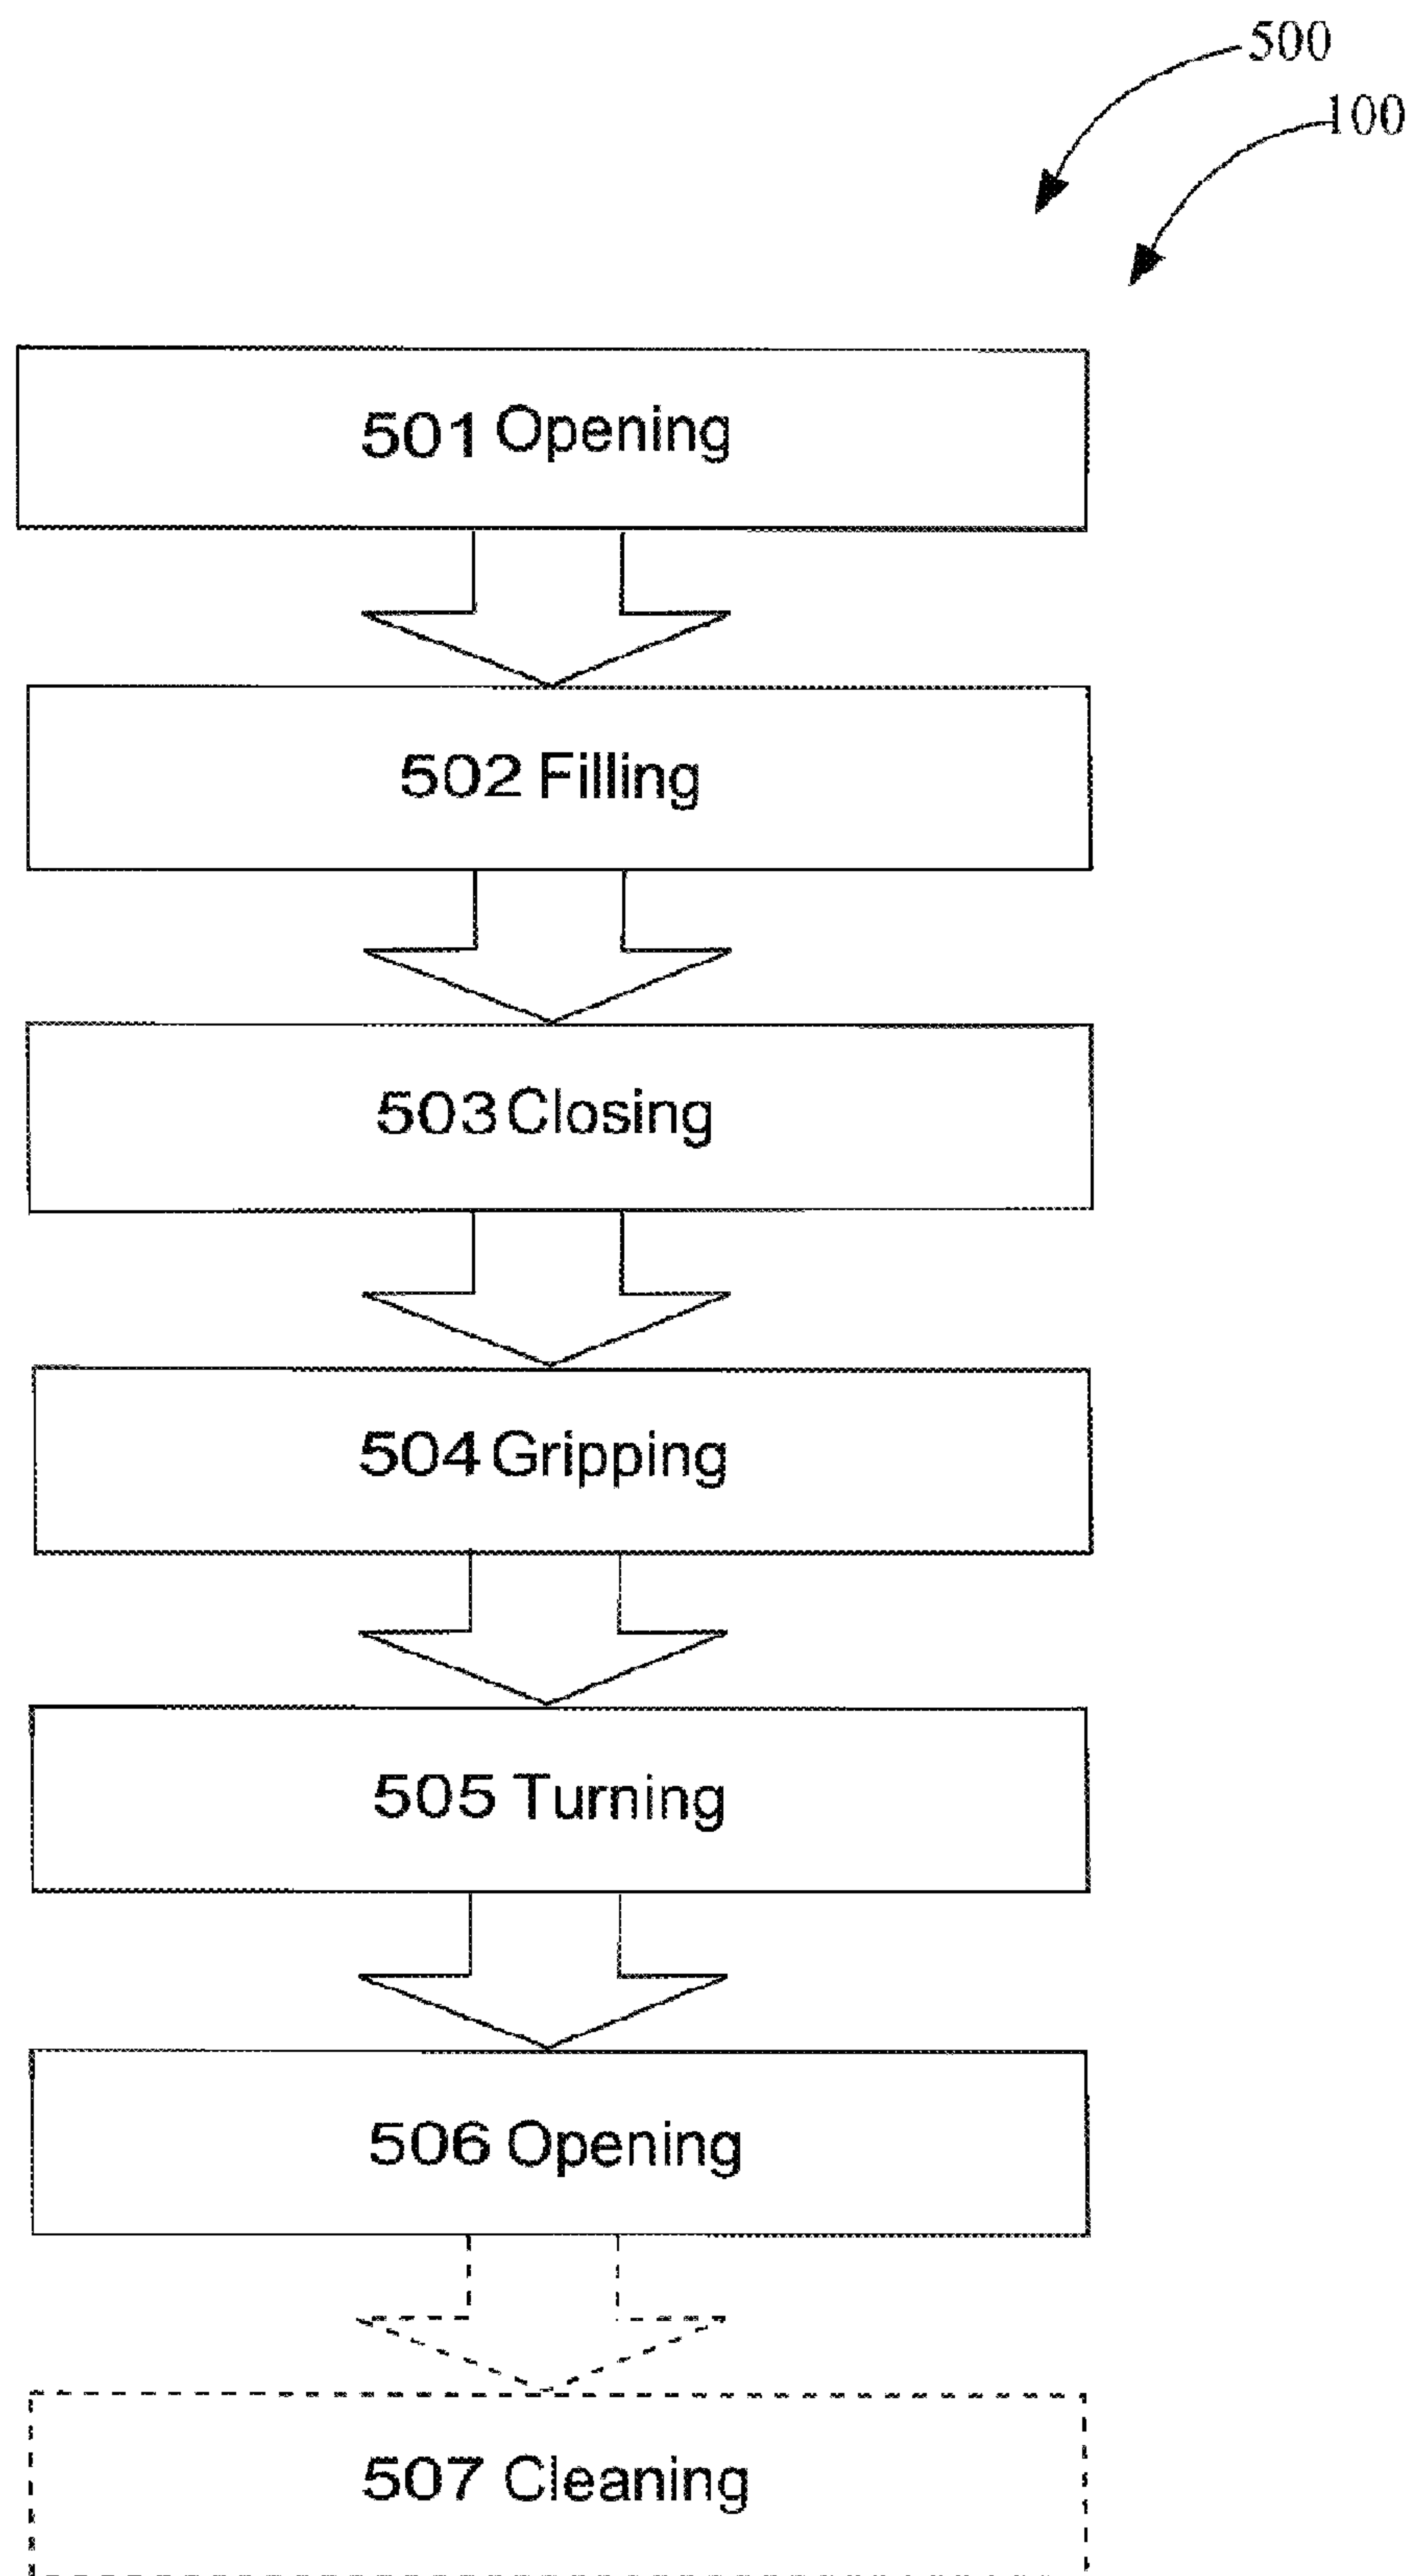 500
100
501 Opening
502 Filling
503 Closing
504 Gripping
505 Turning
506 Opening
507 Cleaning